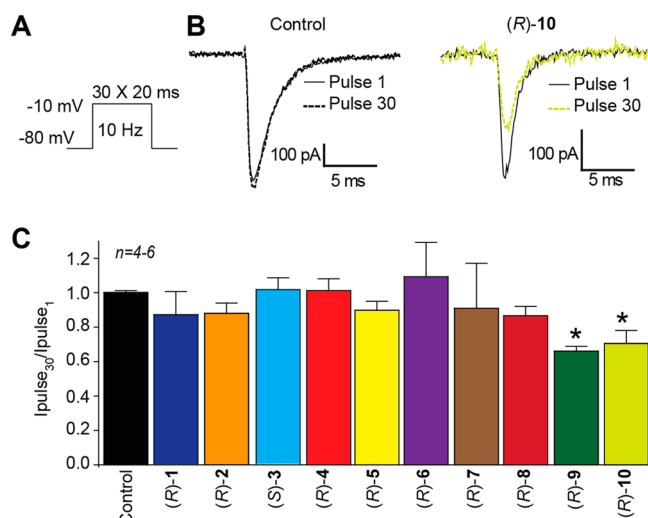 A
30 X 20 ms
-10 mV
10 Hz
-80 mV
B
Control
Pulse 1
Pulse 30
100 pA
5 ms
(R)-10
Pulse 1
Pulse 30
100 pA
5 ms
C
n=4-6
Ipulse30/Ipulse1
1.2
1.0
0.8
0.6
0.4
0.2
0.0
* *
Control
(R)-1
(R)-2
(S)-3
(R)-4
(R)-5
(R)-6
(R)-7
(R)-8
(R)-9
(R)-10